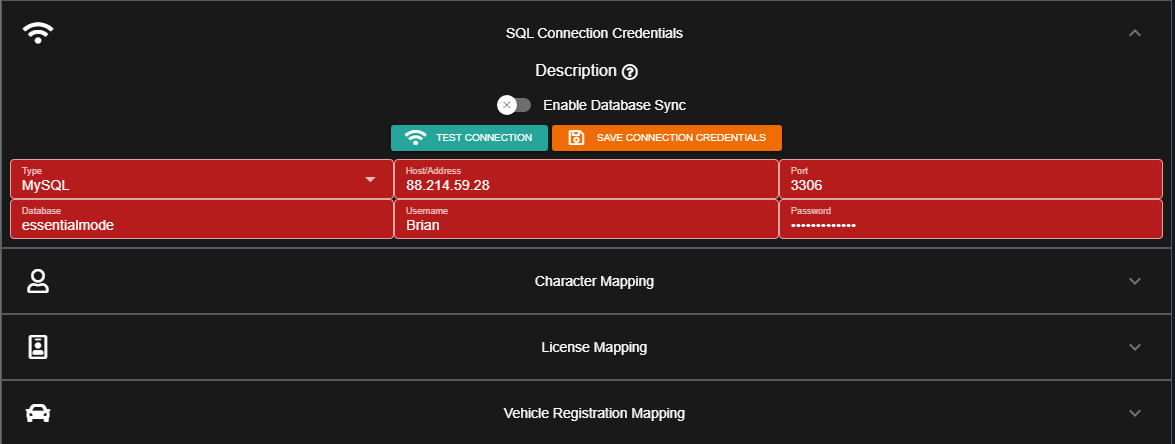 SQL Connection Credentials
Description
Enable Database Sync
TEST CONNECTION
SAVE CONNECTION CREDENTIALS
Type
MySQL
Host/Address
88.214.59.28
Port
3306
Database
essentialmode
Username
Brian
Password
•••••••••••••
Character Mapping
License Mapping
Vehicle Registration Mapping